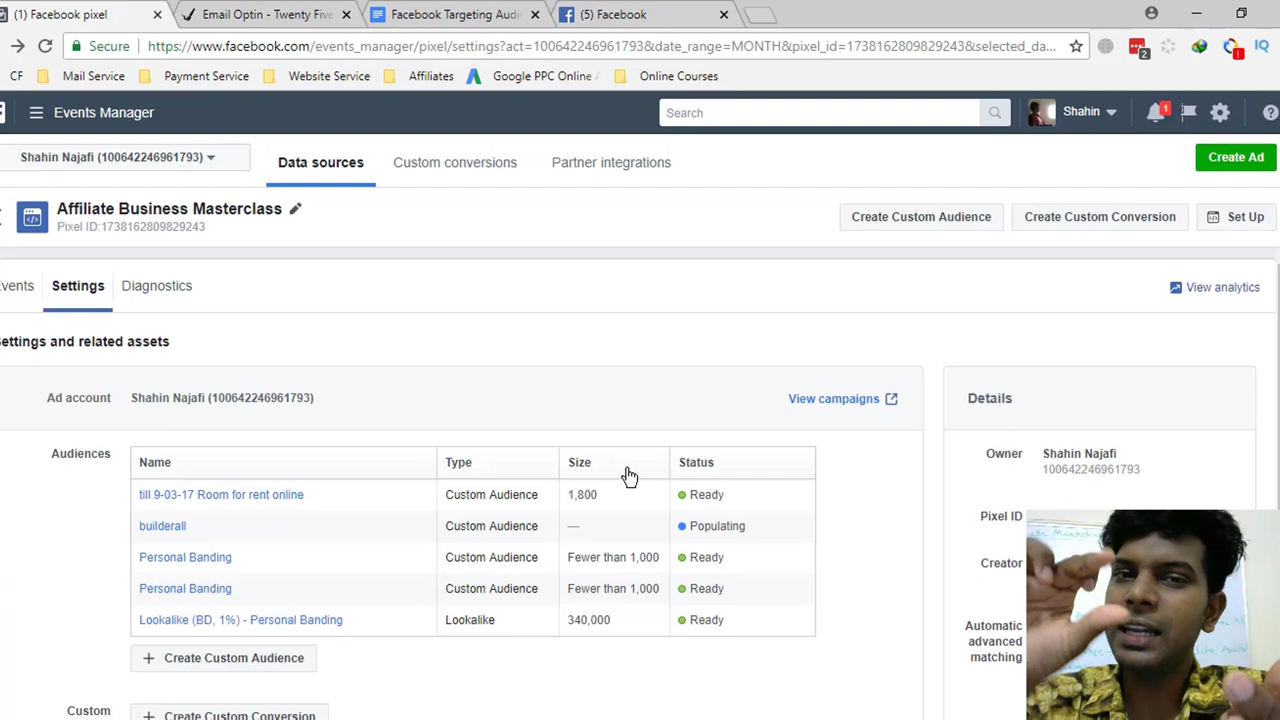 (1) Facebook pixel
Email Optin - Twenty Five
Facebook Targeting Audi
(5) Facebook
Secure
https://www.facebook.com/events_manager/pixel/settings?act=100642246961793&date_range=MONTH&pixel_id=1738162809829243&selected_da...
2
IQ
CF
Mail Service
Payment Service
Website Service
Affiliates
Google PPC Online
Online Courses
Events Manager
Search
Shahin
1
Shahin Najafi (100642246961793)
Data sources
Custom conversions
Partner integrations
Create Ad
Affiliate Business Masterclass
Pixel ID:1738162809829243
Create Custom Audience
Create Custom Conversion
Set Up
vents
Settings
Diagnostics
View analytics
ettings and related assets
Ad account
Shahin Najafi (100642246961793)
View campaigns
Details
Audiences
Name Type Size Status
till 9-03-17 Room for rent online Custom Audience 1,800 Ready
builderall Custom Audience — Populating
Personal Banding Custom Audience Fewer than 1,000 Ready
Personal Banding Custom Audience Fewer than 1,000 Ready
Lookalike (BD, 1%) - Personal Banding Lookalike 340,000 Ready
+ Create Custom Audience
Custom
+ Create Custom Conversion
Owner
Shahin Najafi
100642246961793
Pixel ID
Creator
Automatic
advanced
matching